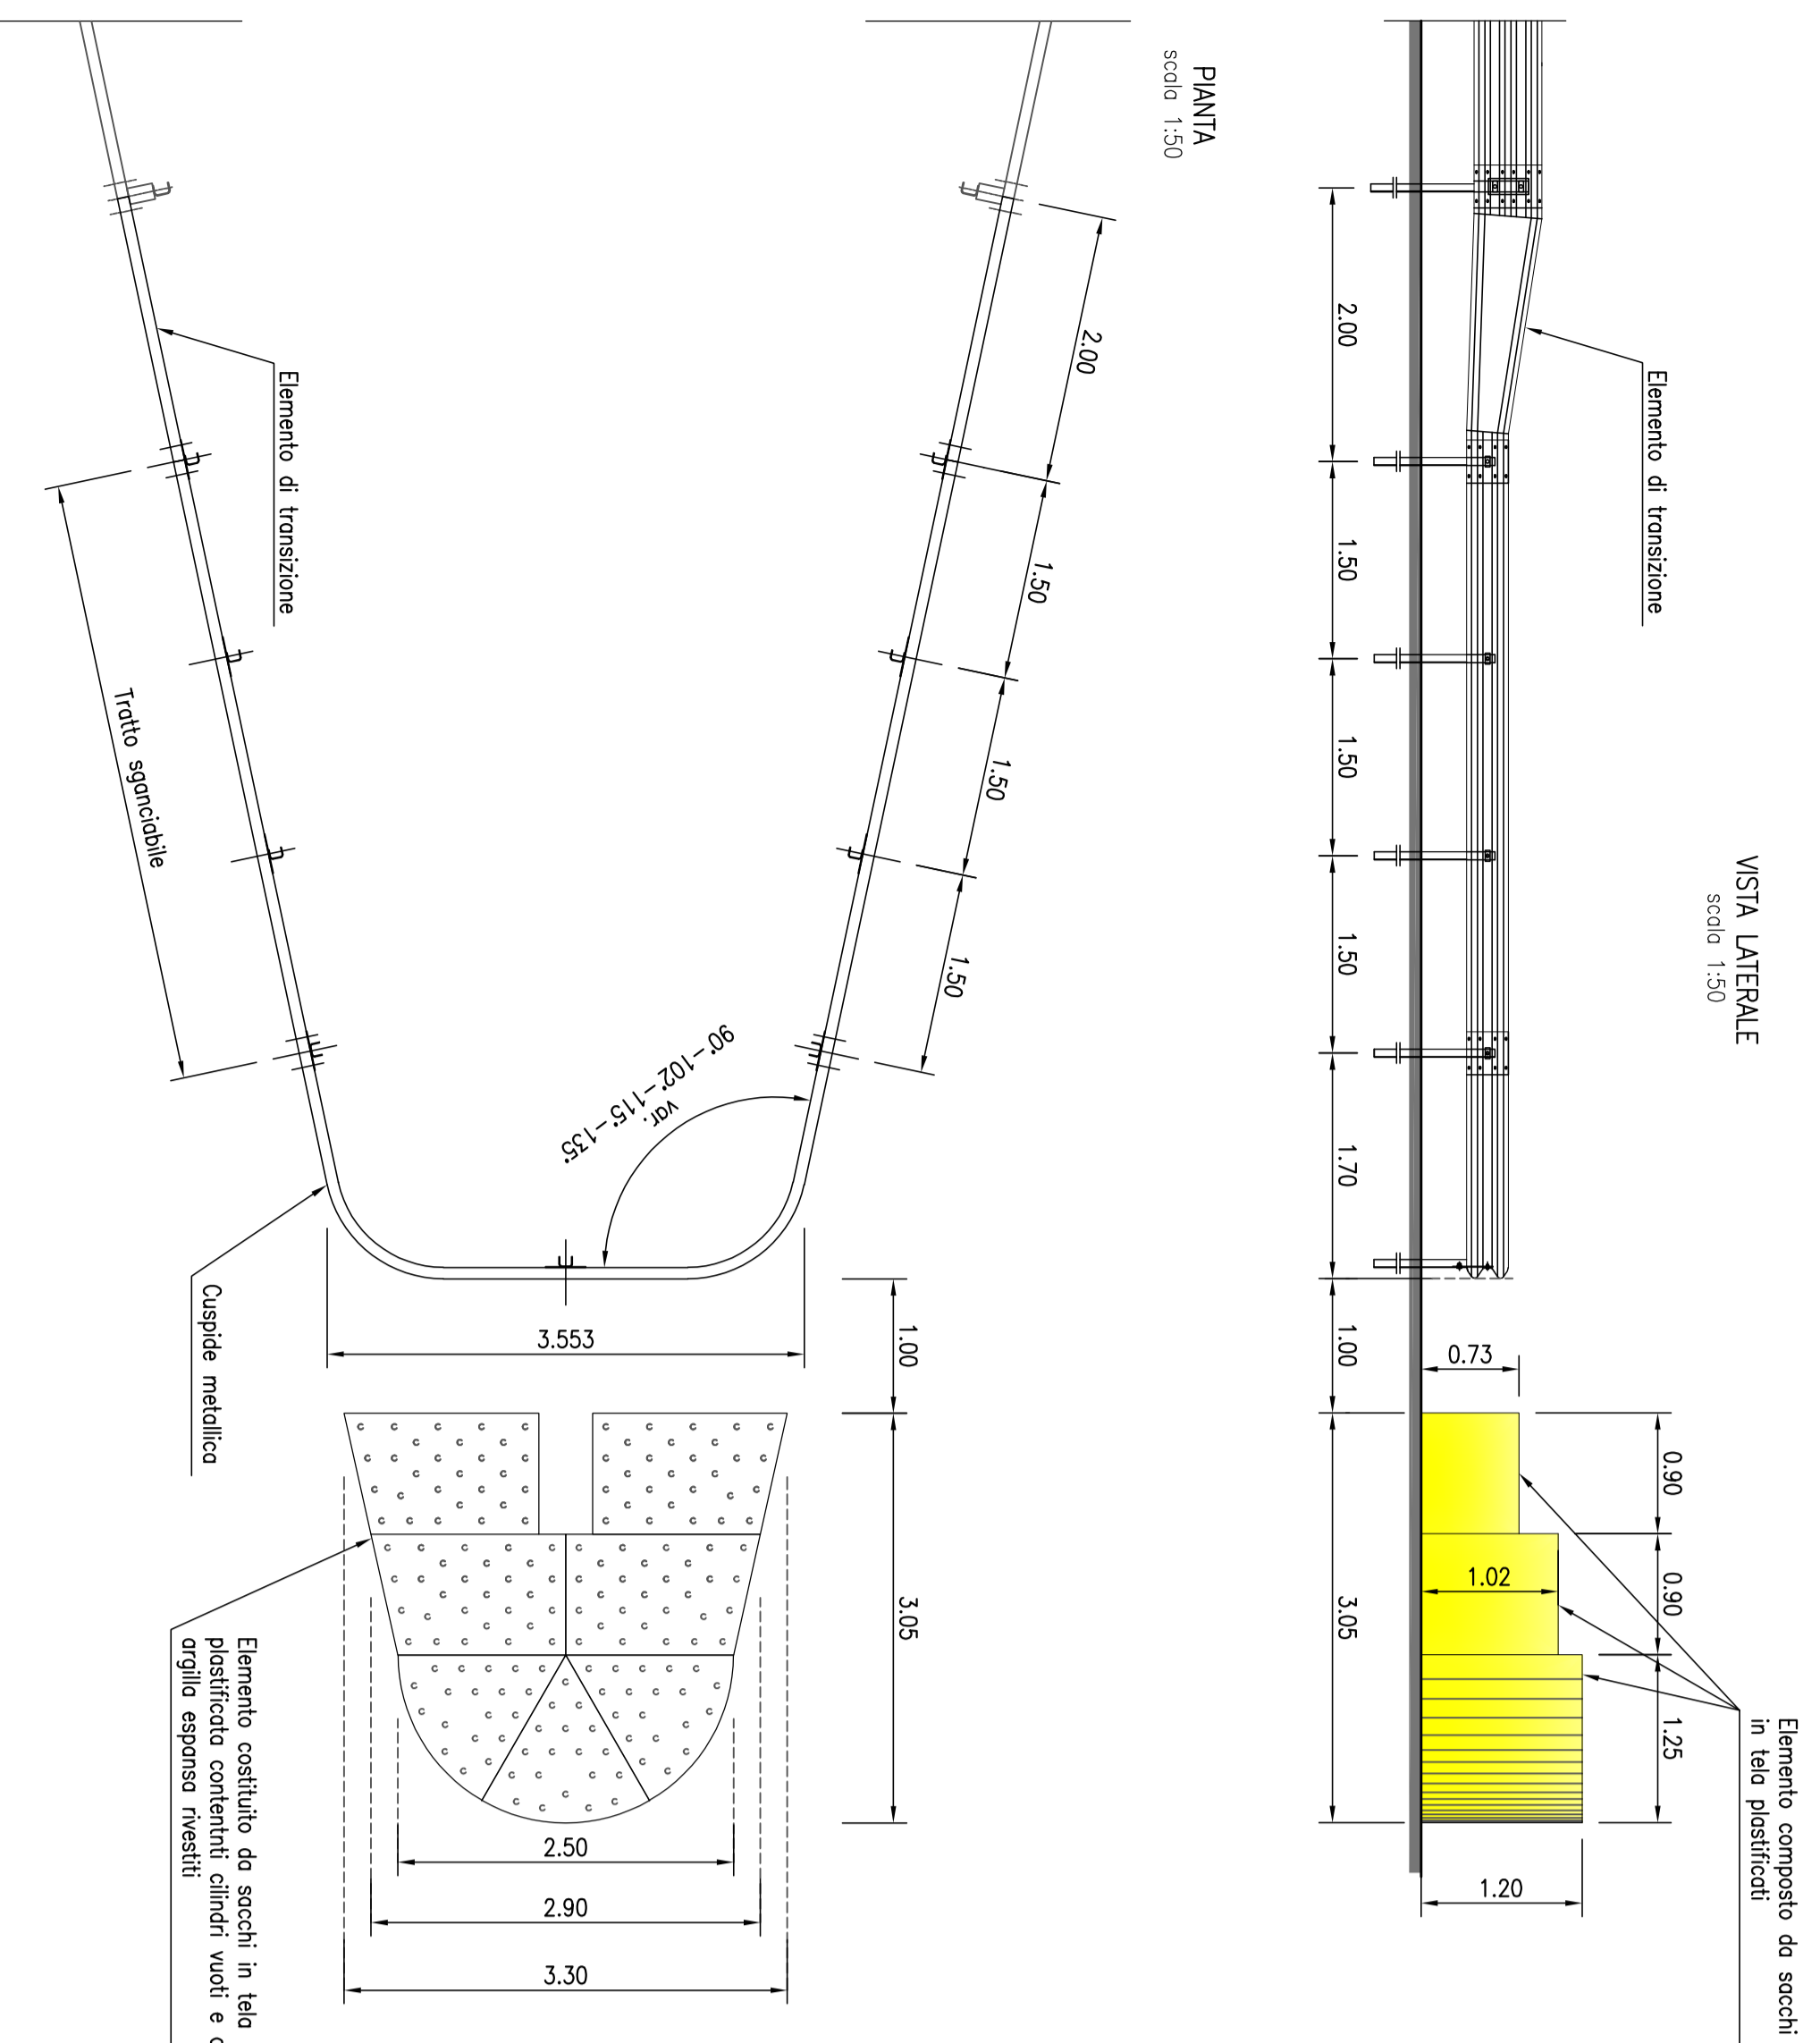 VISTA LATERALE
scala 1:50
Elemento di transizione
Elemento composto da sacchi
in tela plastificati
2.00
1.50
1.50
1.50
1.70
1.00
3.05
0.73
1.02
1.20
0.90
0.90
1.25
PIANTA
scala 1:50
2.00
1.50
1.50
1.50
90°-102°-115°-135°
var.
Elemento di transizione
Tratto sganciabile
Cuspide metallica
1.00
3.05
3.553
2.50
2.90
3.30
Elemento costituito da sacchi in tela
plastificata contentnti cilindri vuoti e
argilla espansa rivestiti